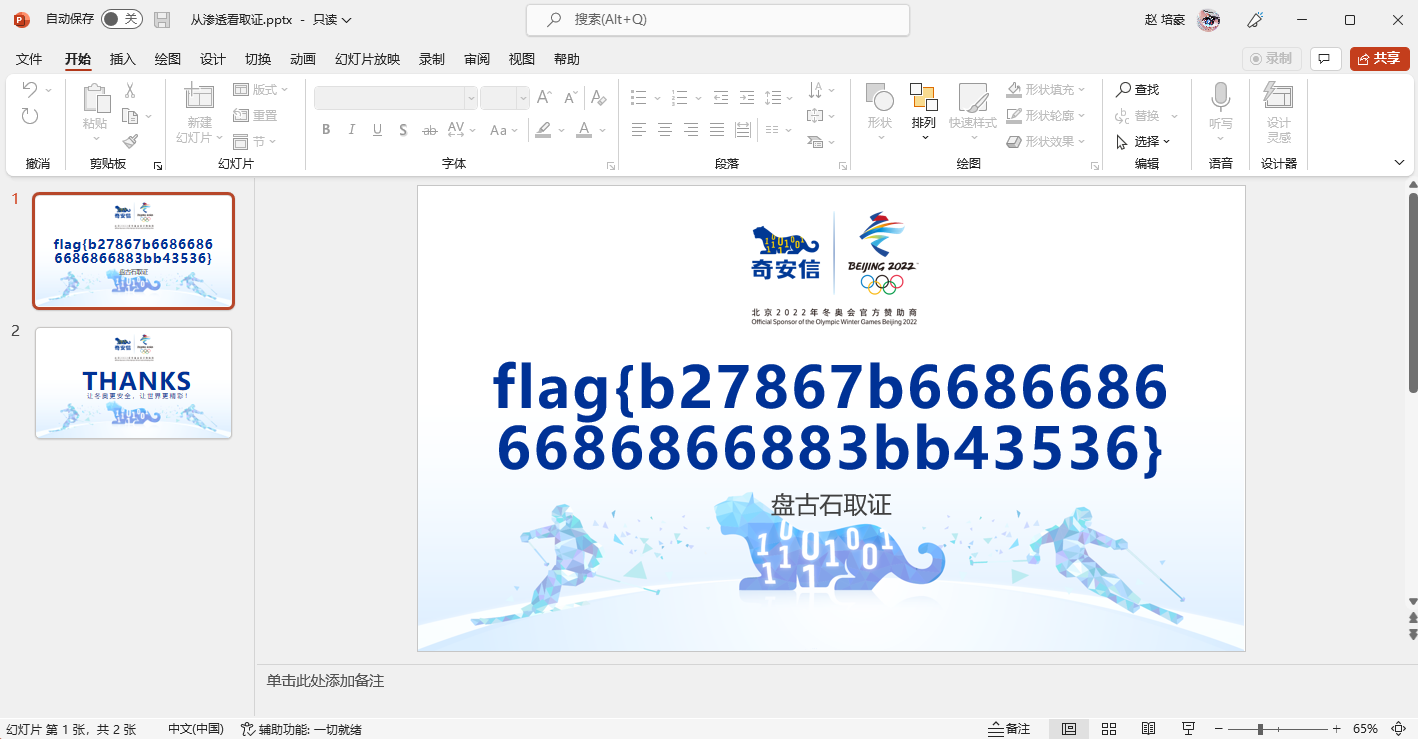 自动保存 关 从渗透看取证.pptx - 只读 搜索(Alt+Q) 赵 培豪
文件 开始 插入 绘图 设计 切换 动画 幻灯片放映 录制 审阅 视图 帮助 录制 共享
撤消
粘贴
剪贴板
新建
幻灯片
版式
重置
节
幻灯片
B I U S ab AV Aa A
字体
段落
形状
排列
快速样式
形状填充
形状轮廓
形状效果
绘图
查找
替换
选择
编辑
听写
语音
设计
灵感
设计器
1
奇安信
flag{b27867b6686686
6686866883bb43536}
盘古石取证
2
奇安信
THANKS
让冬奥更安全,让世界更精彩!
奇安信
BEIJING 2022
北京2022年冬奥会官方赞助商
Official Sponsor of the Olympic Winter Games Beijing 2022
flag{b27867b6686686
6686866883bb43536}
盘古石取证
单击此处添加备注
幻灯片 第 1 张，共 2 张 中文(中国) 辅助功能: 一切就绪 备注 65%